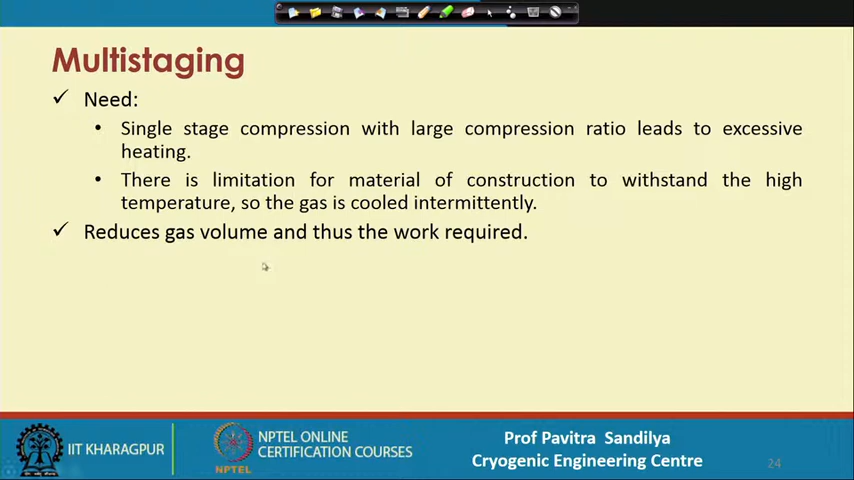 Multistaging
✓ Need:
• Single stage compression with large compression ratio leads to excessive
heating.
• There is limitation for material of construction to withstand the high
temperature, so the gas is cooled intermittently.
✓ Reduces gas volume and thus the work required.
IIT KHARAGPUR
NPTEL
NPTEL ONLINE
CERTIFICATION COURSES
Prof Pavitra Sandilya
Cryogenic Engineering Centre
24